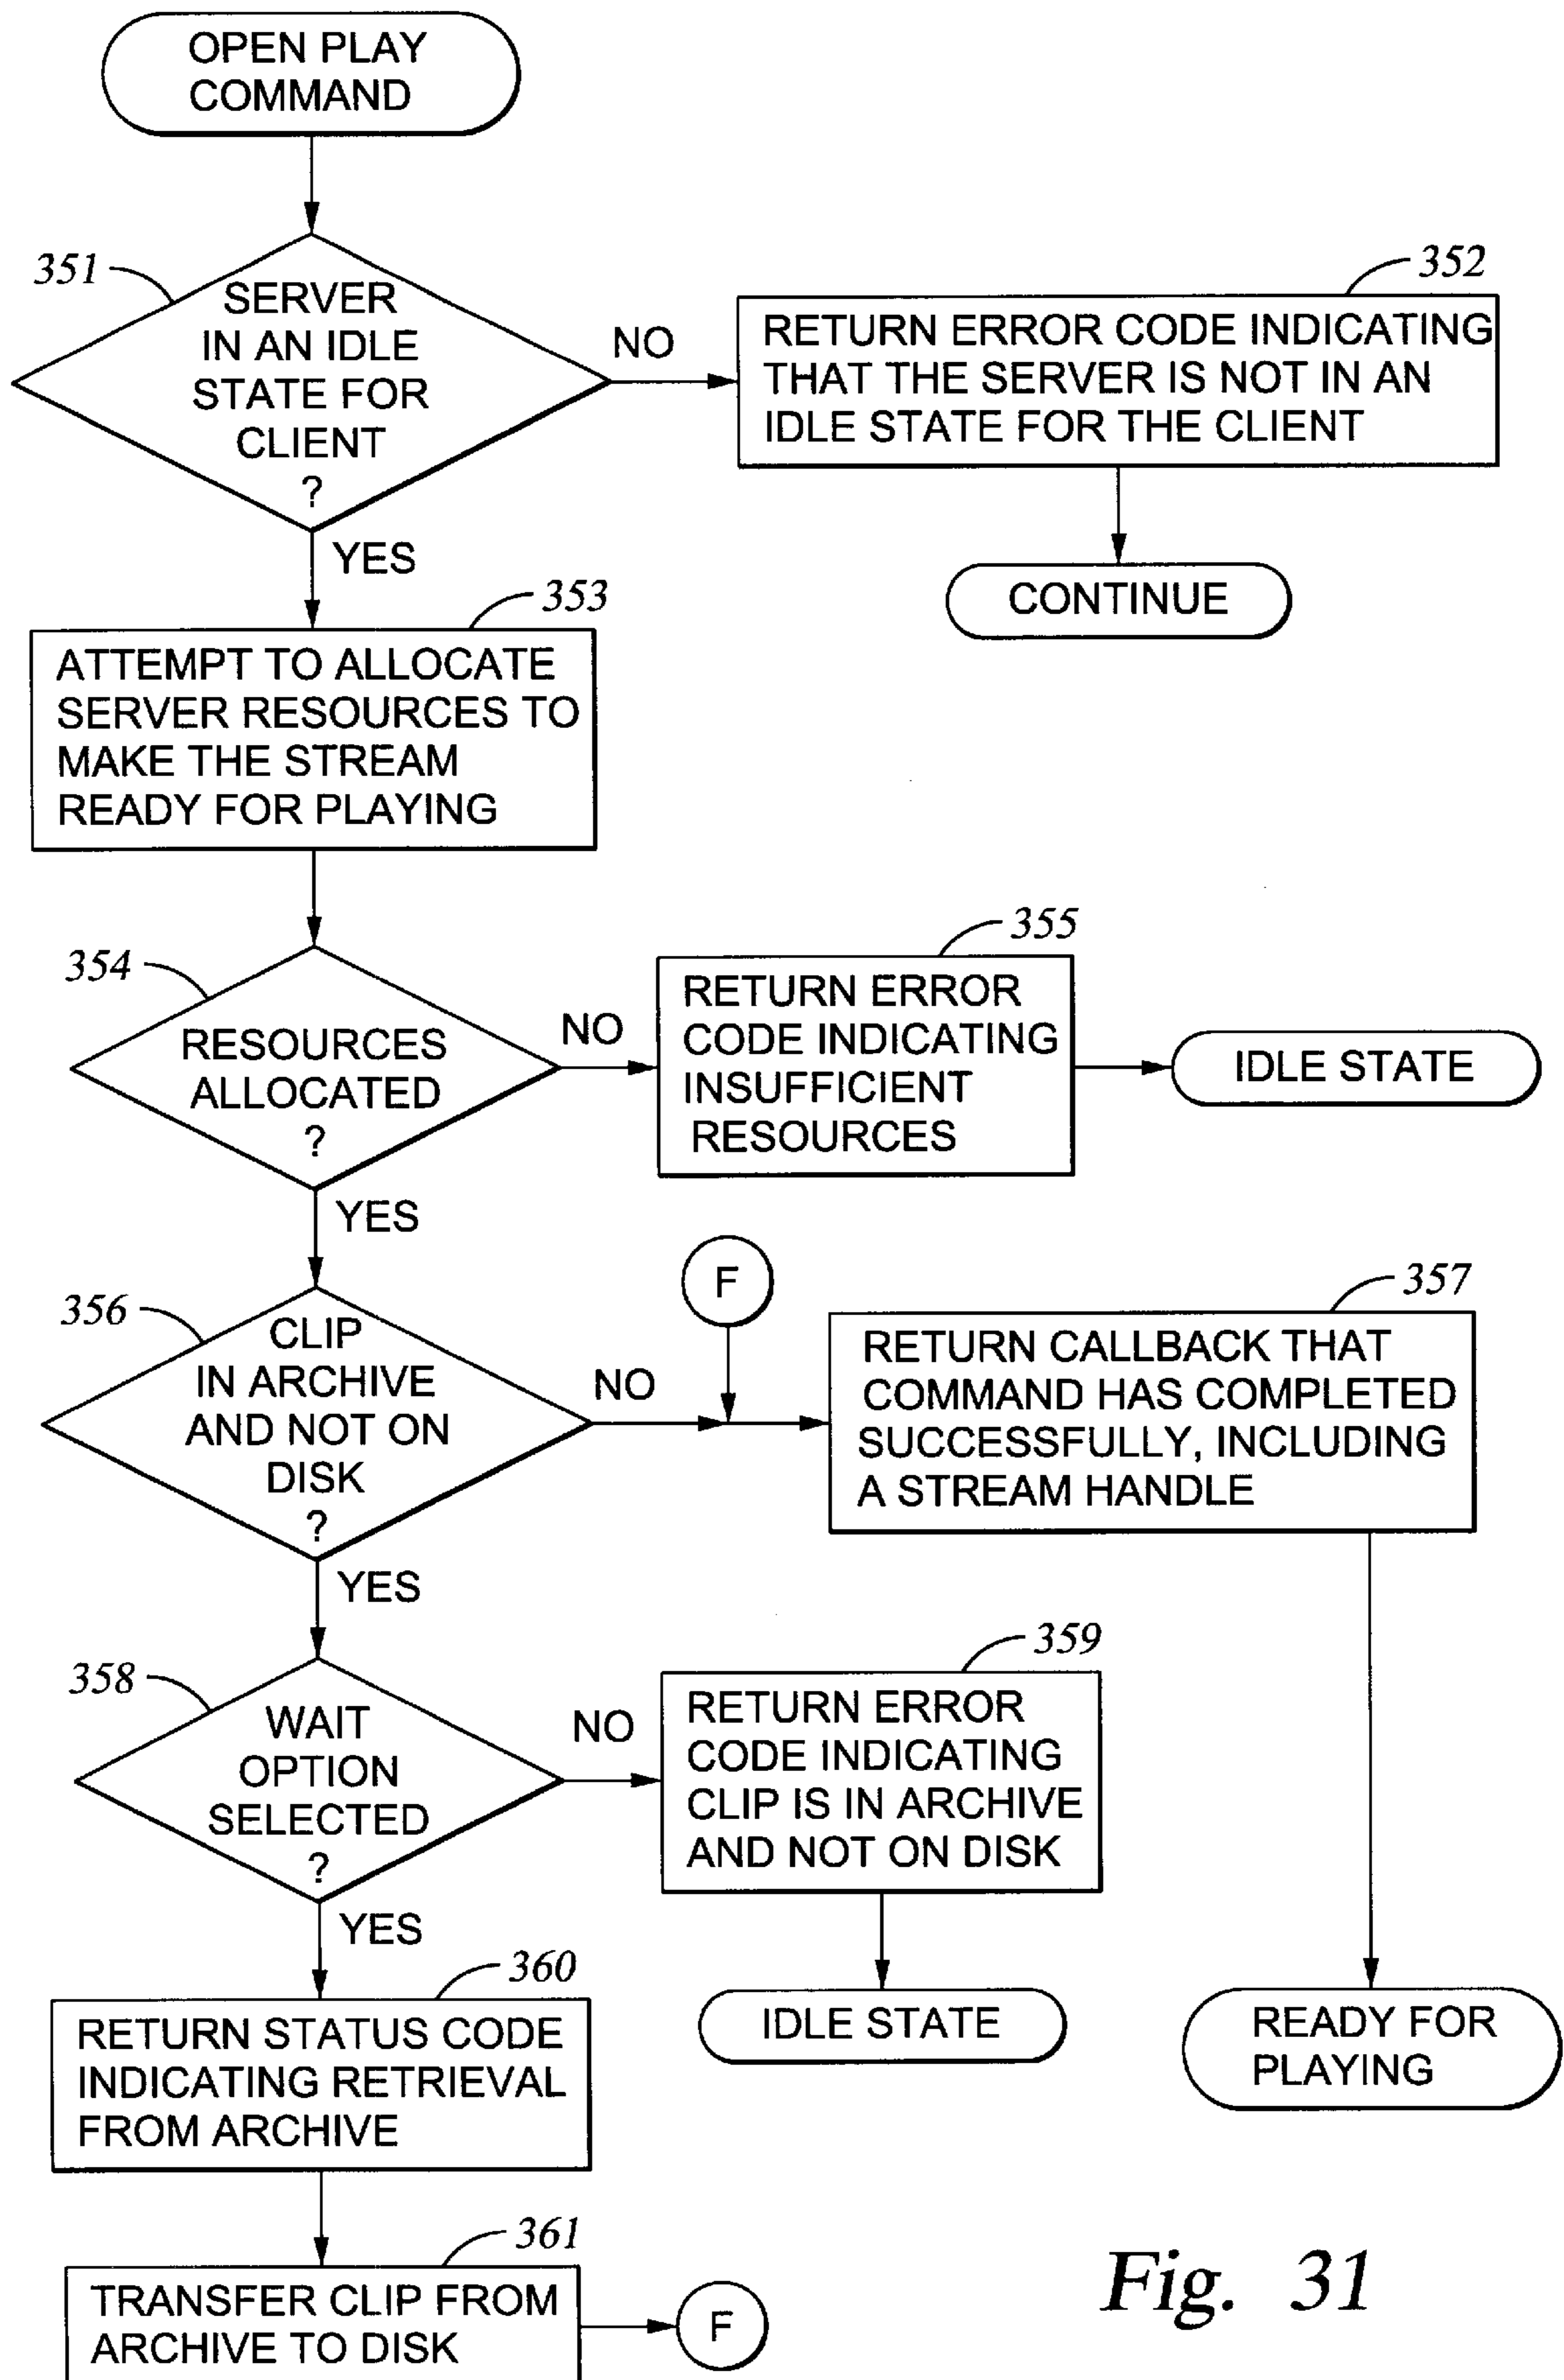 OPEN PLAY
COMMAND
351
SERVER
IN AN IDLE
STATE FOR
CLIENT
?
NO
352
RETURN ERROR CODE INDICATING
THAT THE SERVER IS NOT IN AN
IDLE STATE FOR THE CLIENT
CONTINUE
YES
353
ATTEMPT TO ALLOCATE
SERVER RESOURCES TO
MAKE THE STREAM
READY FOR PLAYING
354
RESOURCES
ALLOCATED
?
NO
355
RETURN ERROR
CODE INDICATING
INSUFFICIENT
RESOURCES
IDLE STATE
YES
356
CLIP
IN ARCHIVE
AND NOT ON
DISK
?
NO
F
357
RETURN CALLBACK THAT
COMMAND HAS COMPLETED
SUCCESSFULLY, INCLUDING
A STREAM HANDLE
READY FOR
PLAYING
YES
358
WAIT
OPTION
SELECTED
?
NO
359
RETURN ERROR
CODE INDICATING
CLIP IS IN ARCHIVE
AND NOT ON DISK
IDLE STATE
YES
360
RETURN STATUS CODE
INDICATING RETRIEVAL
FROM ARCHIVE
361
TRANSFER CLIP FROM
ARCHIVE TO DISK
F
Fig. 31